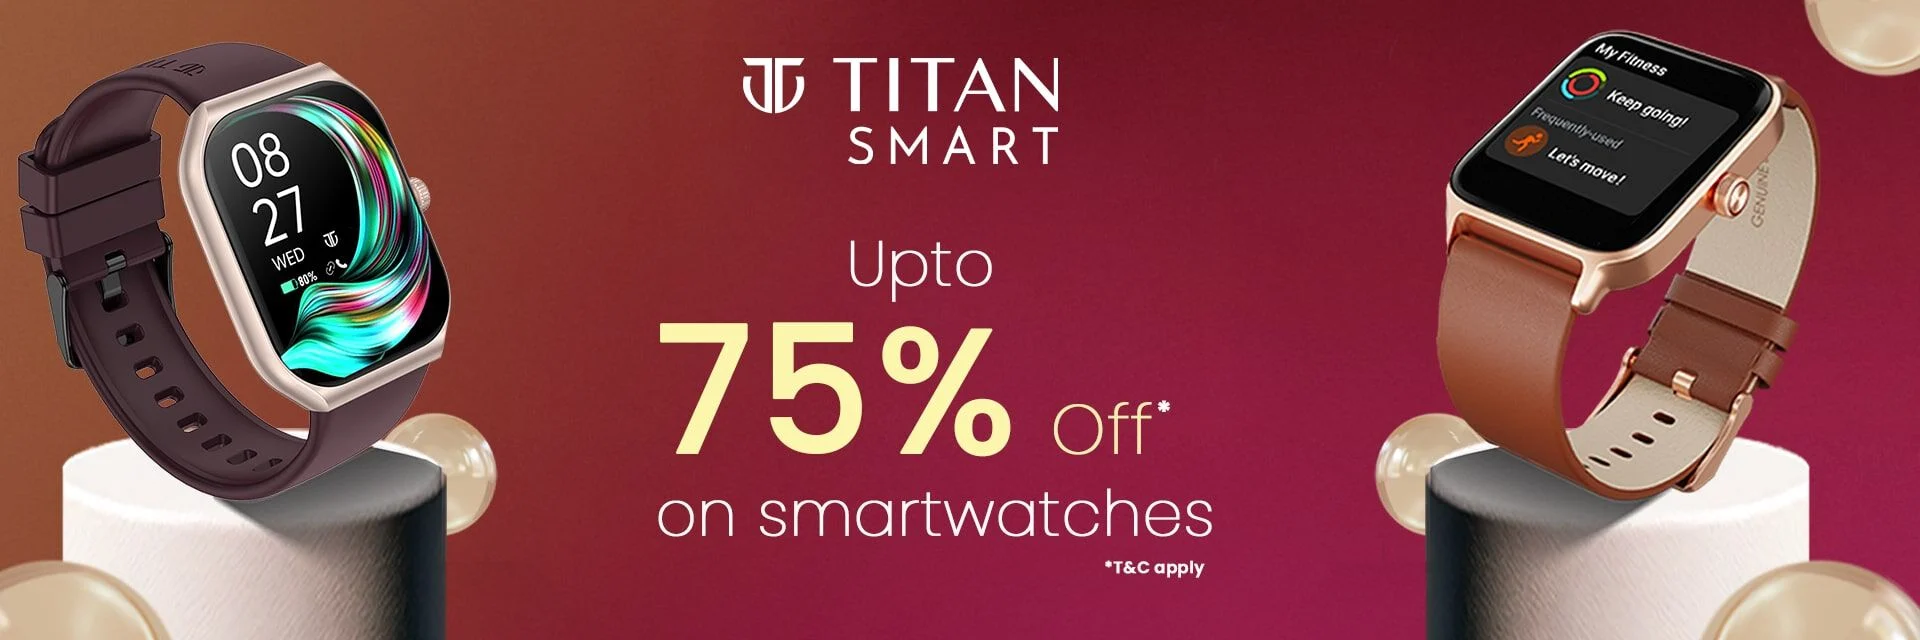 TITAN
SMART
Upto
75% Off*
on smartwatches
*T&C apply
08
27
WED
80%
My Fitness
Keep going!
Frequently-used
Let's move!
GENUINE